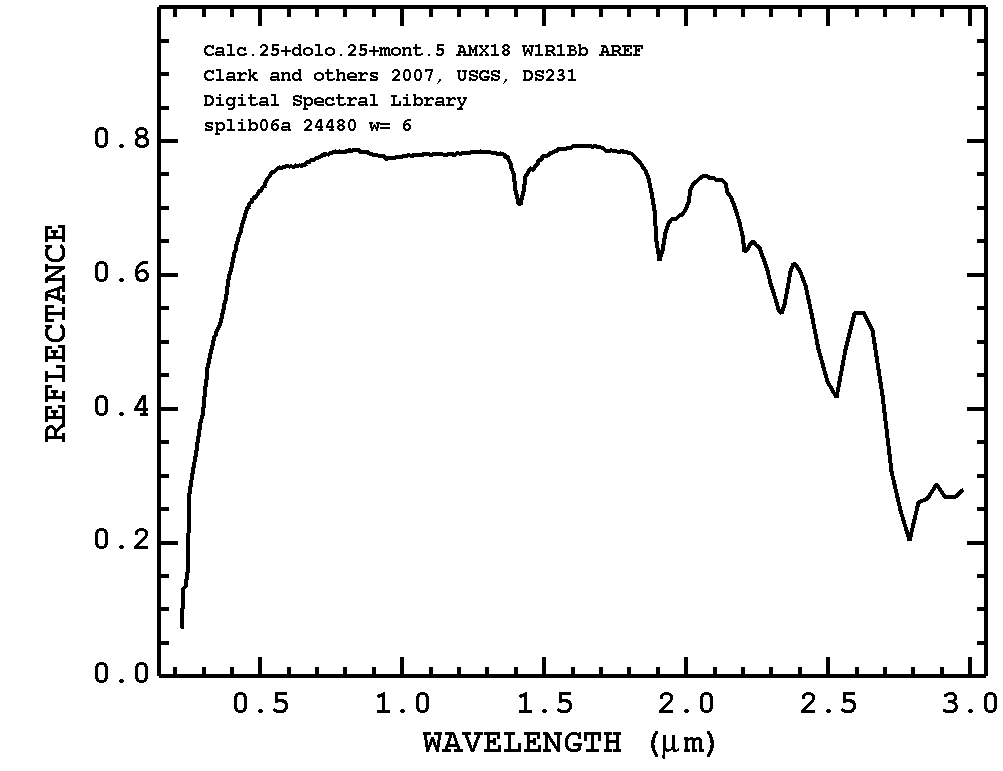 Calc.25+dolo.25+mont.5 AMX18 W1R1Bb AREF
Clark and others 2007, USGS, DS231
Digital Spectral Library
splib06a 24480 w= 6
REFLECTANCE
0.8
0.6
0.4
0.2
0.0
0.5 1.0 1.5 2.0 2.5 3.0
WAVELENGTH (μm)